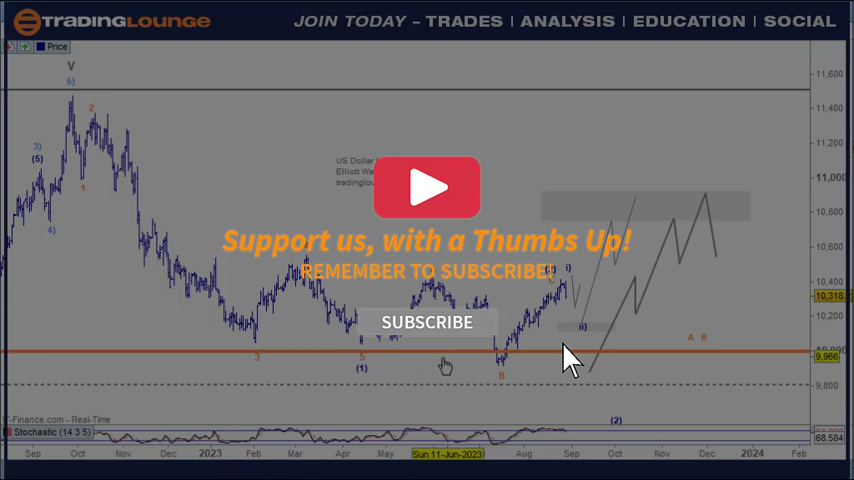 TRADINGLOUNGE
JOIN TODAY – TRADES | ANALYSIS | EDUCATION | SOCIAL
Price
V
5)
2
3)
(5)
1
4)
US Dollar
Elliott Wa
tradinglou
11,600
11,400
11,200
11,000
10,800
10,600
10,400
10,318
10,200
9,966
9,800
Support us, with a Thumbs Up!
REMEMBER TO SUBSCRIBE!
SUBSCRIBE
i)
ii)
A B
3
5
(1)
B
(2)
-Finance.com - Real-Time
Stochastic (14 3 5)
68.584
Sep Oct Nov Dec 2023 Feb Mar Apr May Sun 11-Jun-2023 Aug Sep Oct Nov Dec 2024 Feb